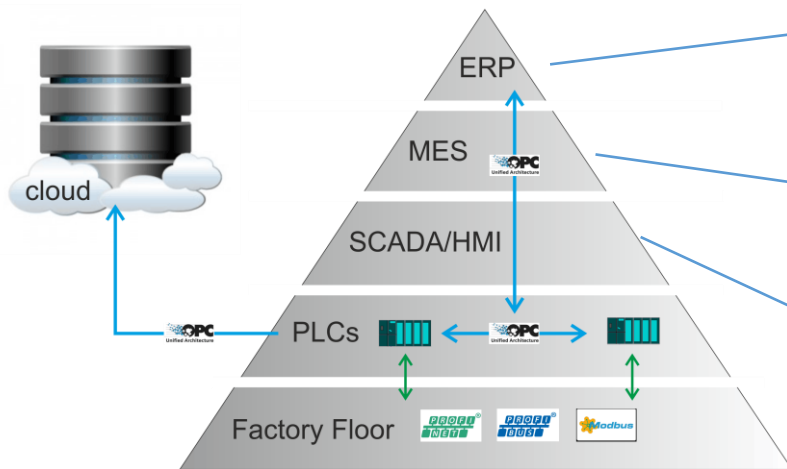 ERP
MES
OPC
Unified Architecture
cloud
SCADA/HMI
OPC
Unified Architecture
PLCs
OPC
Unified Architecture
Factory Floor
PROFI
NET
PROFI
BUS
Modbus